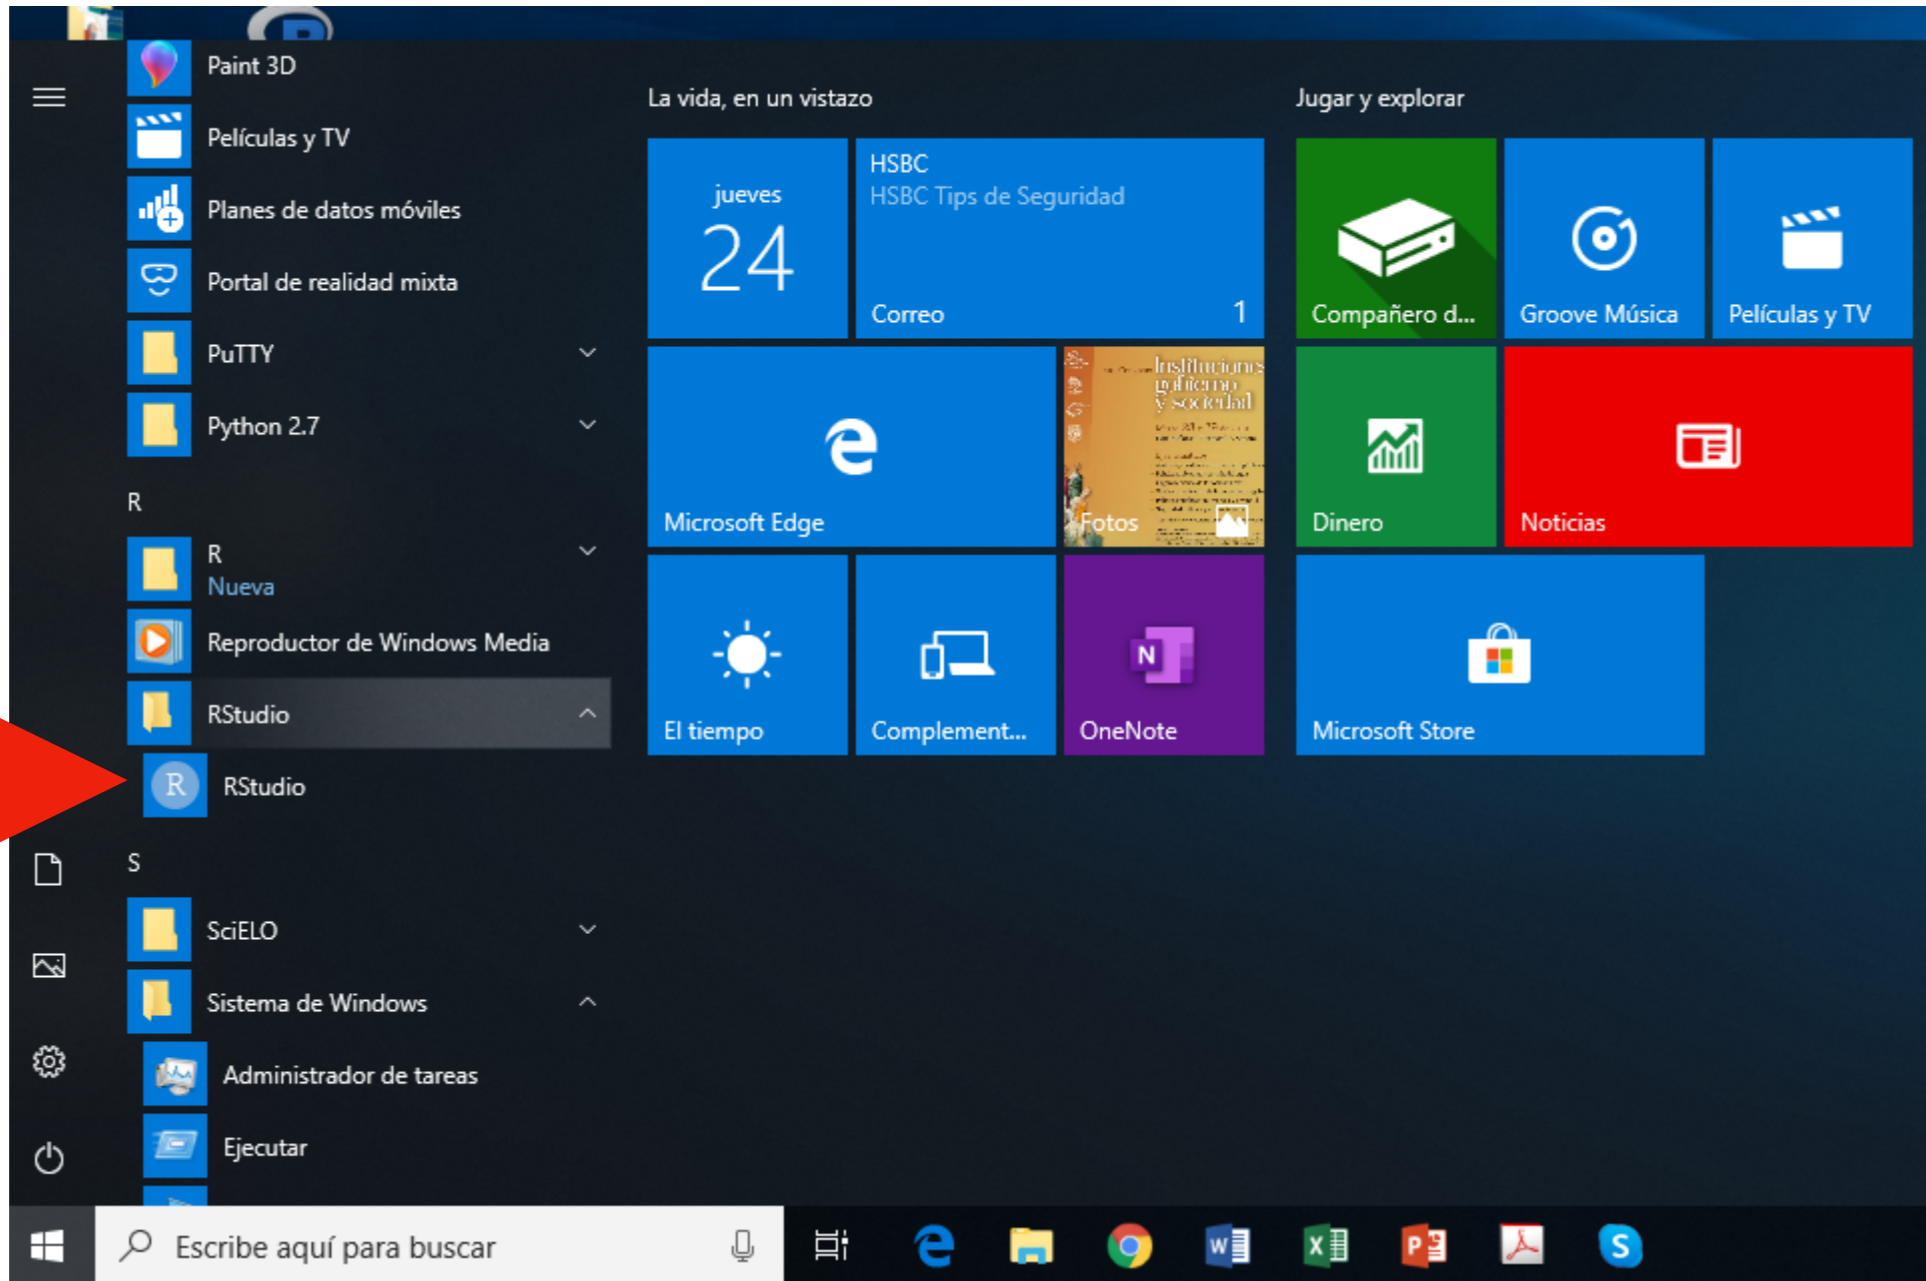 Paint 3D
Películas y TV
Planes de datos móviles
Portal de realidad mixta
PuTTY
Python 2.7
R
R
Nueva
Reproductor de Windows Media
RStudio
R
RStudio
S
SciELO
Sistema de Windows
Administrador de tareas
Ejecutar
La vida, en un vistazo
jueves
24
HSBC
HSBC Tips de Seguridad
Correo
1
Microsoft Edge
Instituciones
gobierno
y sociedad
Fotos
El tiempo
Complement...
N
OneNote
Jugar y explorar
Compañero d...
Groove Música
Películas y TV
Dinero
Noticias
Microsoft Store
Escribe aquí para buscar